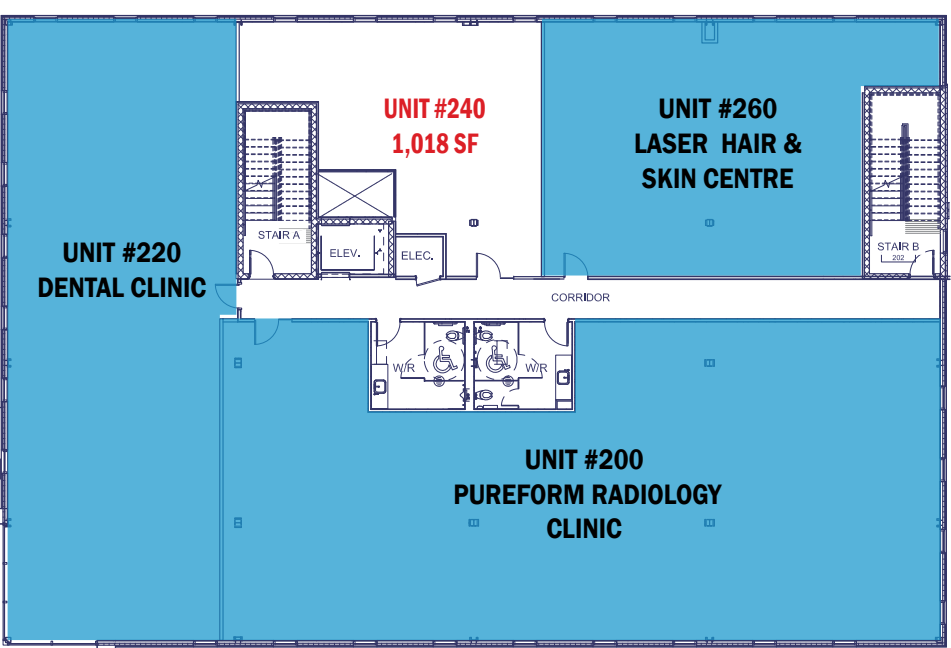 UNIT #240
1,018 SF
UNIT #260
LASER HAIR &
SKIN CENTRE
STAIR A
ELEV.
ELEC.
STAIR B
202
UNIT #220
DENTAL CLINIC
CORRIDOR
W/R
W/R
UNIT #200
PUREFORM RADIOLOGY
CLINIC